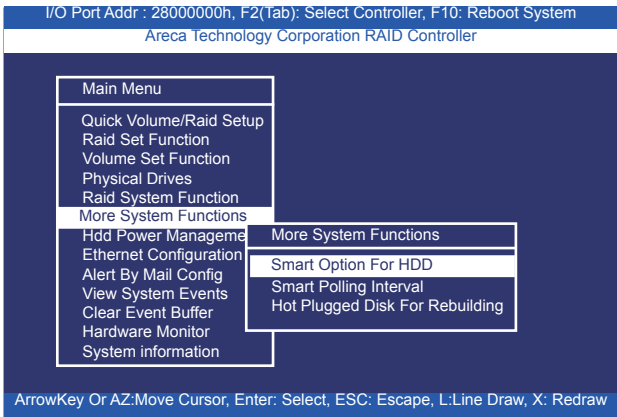 I/O Port Addr : 28000000h, F2(Tab): Select Controller, F10: Reboot System
Areca Technology Corporation RAID Controller
Main Menu
Quick Volume/Raid Setup
Raid Set Function
Volume Set Function
Physical Drives
Raid System Function
More System Functions
Hdd Power Manageme
Ethernet Configuration
Alert By Mail Config
View System Events
Clear Event Buffer
Hardware Monitor
System information
More System Functions
Smart Option For HDD
Smart Polling Interval
Hot Plugged Disk For Rebuilding
ArrowKey Or AZ:Move Cursor, Enter: Select, ESC: Escape, L:Line Draw, X: Redraw